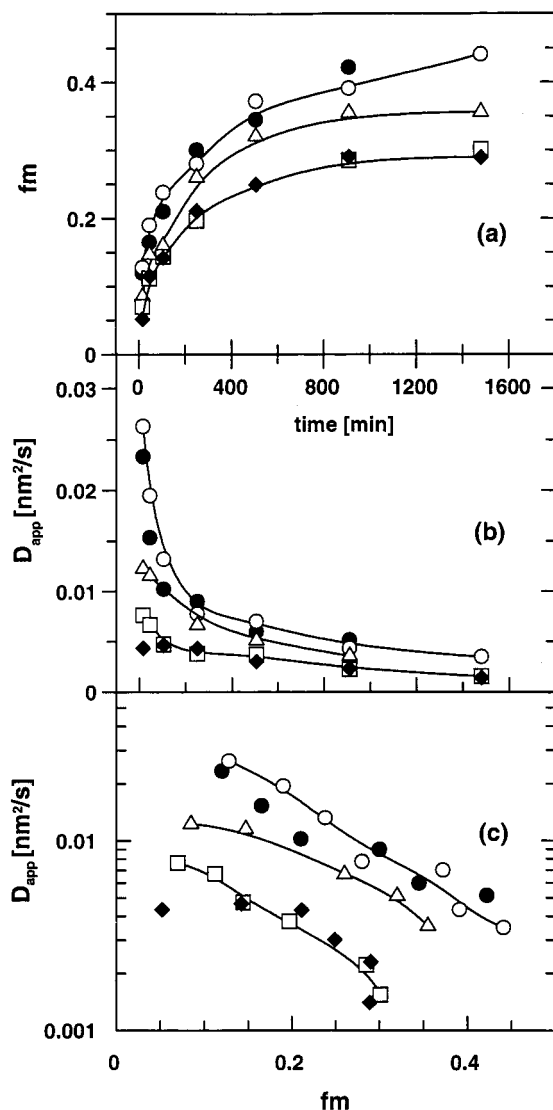 0.4
fm
0.2
(a)
0
0 400 800 1200 1600
0.03
time [min]
D_app [nm²/s]
0.02
(b)
0.01
0
D_app [nm²/s]
0.01
(c)
0.001
0 0.2 0.4
fm